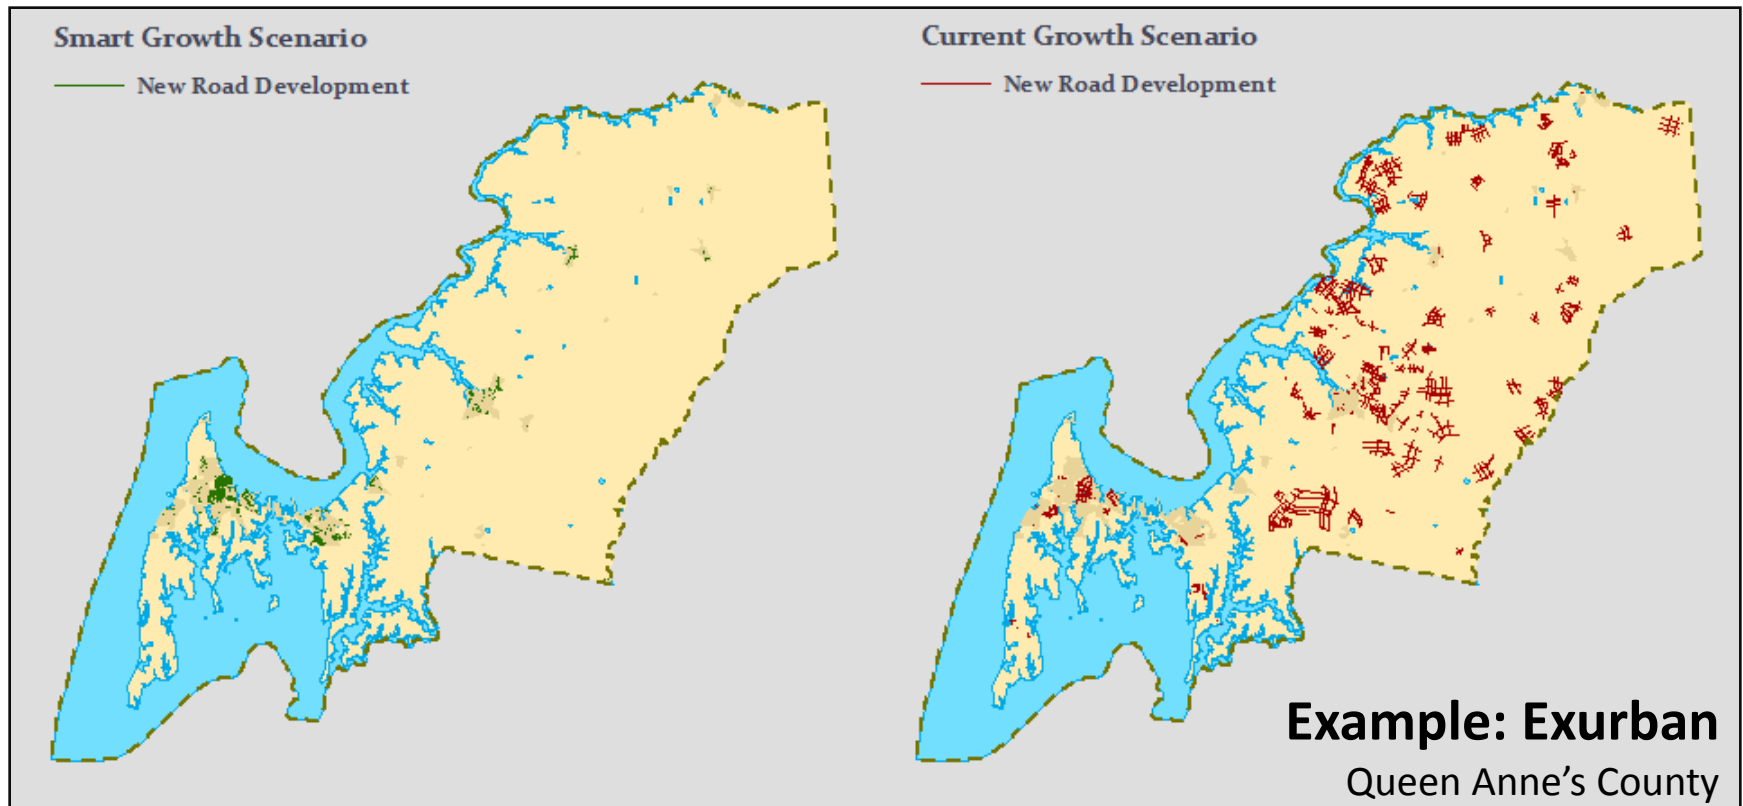 Smart Growth Scenario
New Road Development
Current Growth Scenario
New Road Development
Example: Exurban
Queen Anne’s County